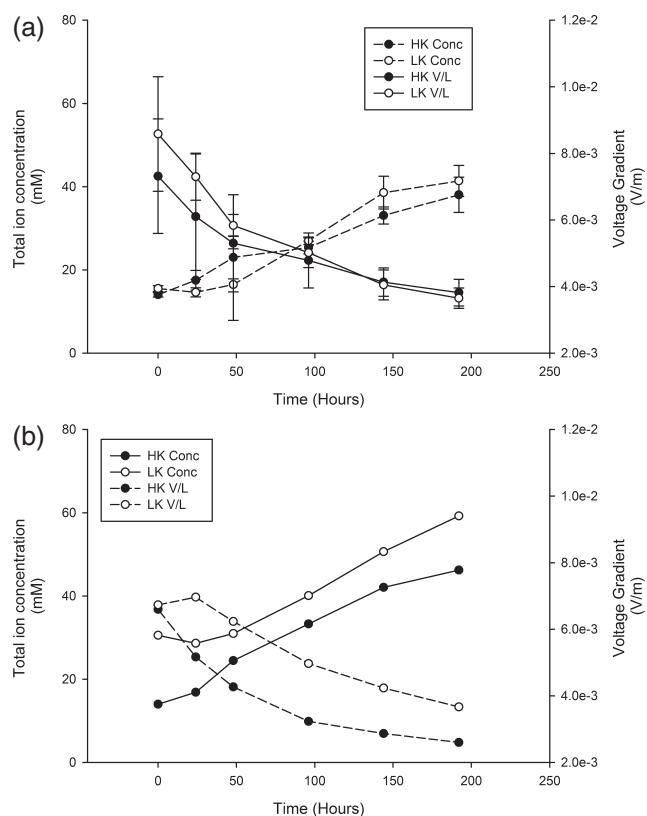 (a)
80
60
40
20
0
Total ion concentration
(mM)
HK Conc
LK Conc
HK V/L
LK V/L
1.2e-2
1.0e-2
8.0e-3
6.0e-3
4.0e-3
2.0e-3
Voltage Gradient
(V/m)
0 50 100 150 200 250
Time (Hours)
(b)
80
60
40
20
0
Total ion concentration
(mM)
HK Conc
LK Conc
HK V/L
LK V/L
1.2e-2
1.0e-2
8.0e-3
6.0e-3
4.0e-3
2.0e-3
Voltage Gradient
(V/m)
0 50 100 150 200 250
Time (Hours)